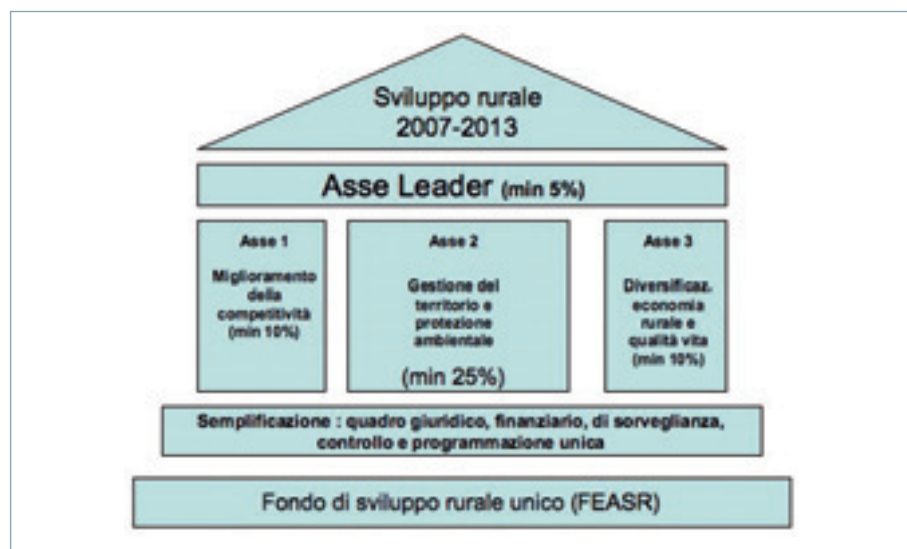 Sviluppo rurale
2007-2013
Asse Leader (min 5%)
Asse 1
Miglioramento
della
competitività
(min 10%)
Asse 2
Gestione del
territorio e
protezione
ambientale
(min 25%)
Asse 3
Diversificaz.
economia
rurale e
qualità vita
(min 10%)
Semplificazione : quadro giuridico, finanziario, di sorveglianza,
controllo e programmazione unica
Fondo di sviluppo rurale unico (FEASR)